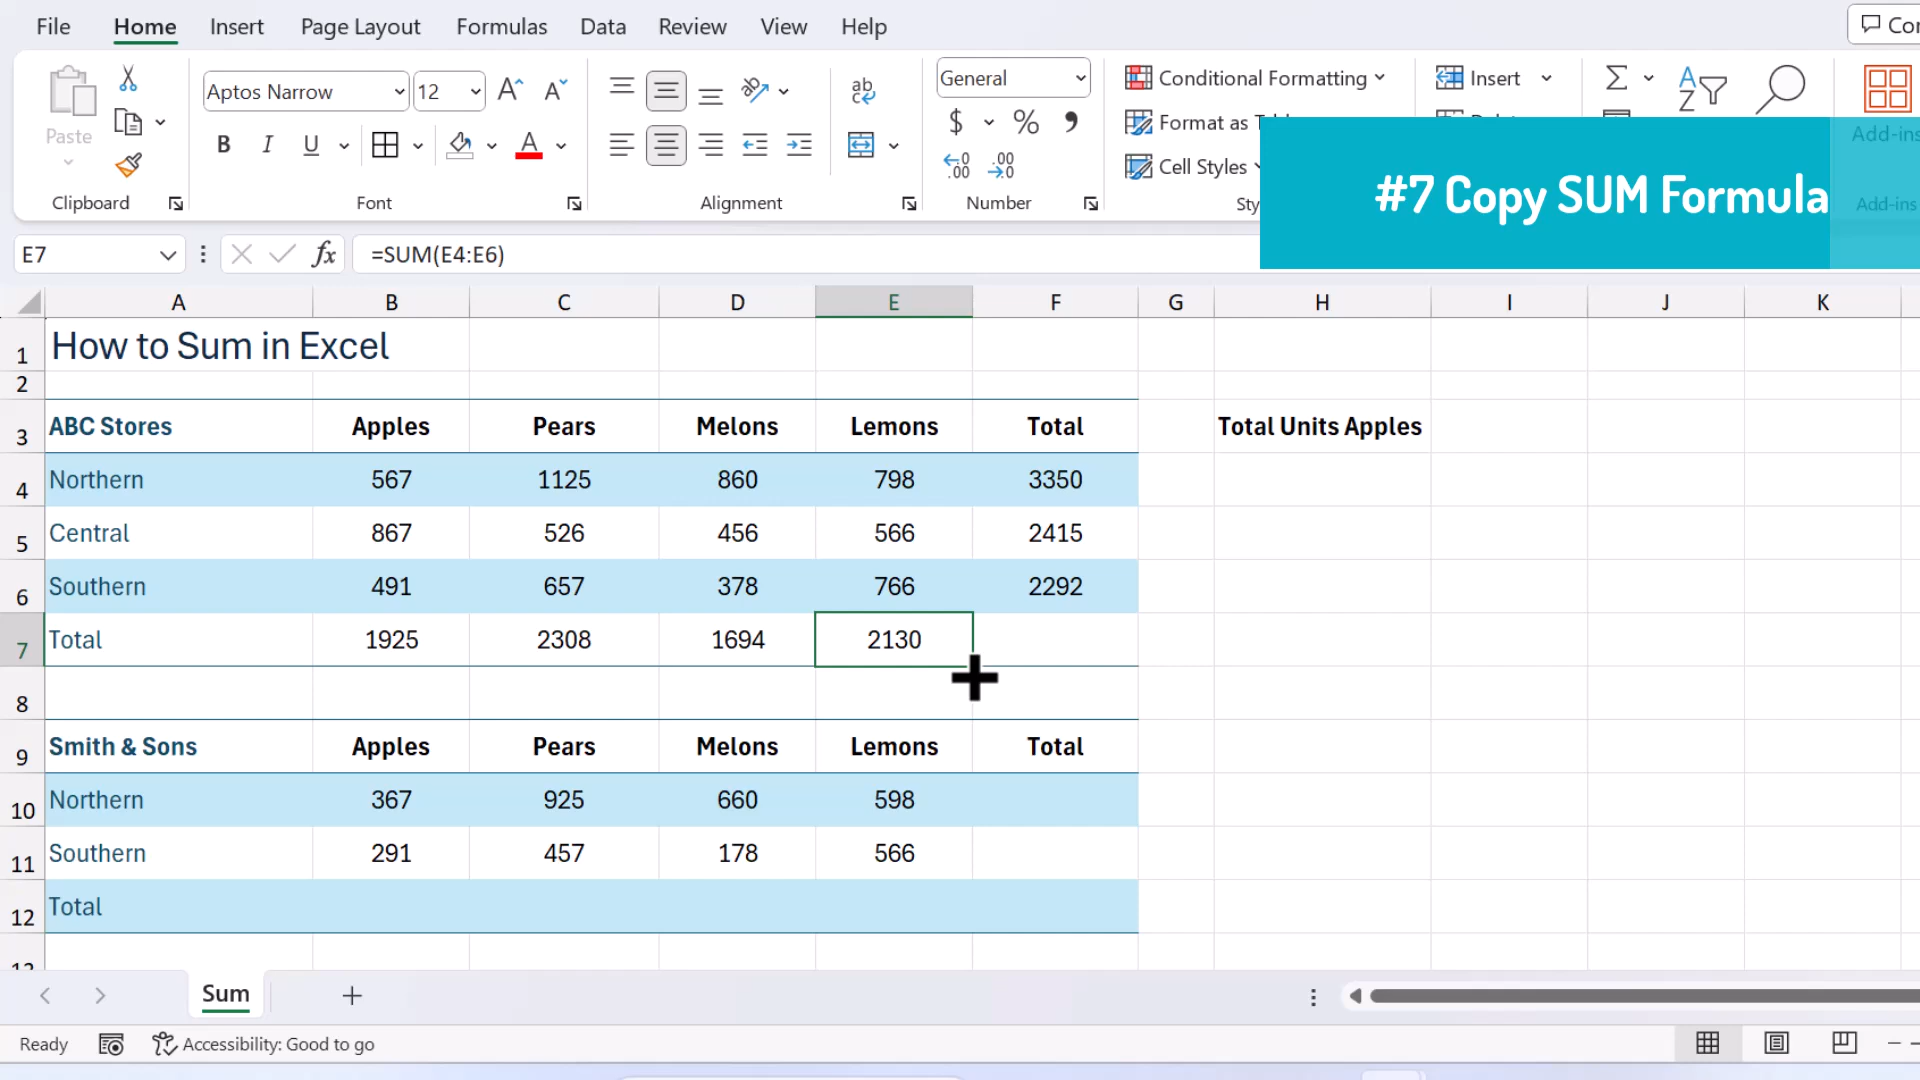 File Home Insert Page Layout Formulas Data Review View Help
Aptos Narrow 12 General Conditional Formatting Insert
Paste B I U $ % Format as
Cell Styles Add-ins
Clipboard Font Alignment Number Add-ins
#7 Copy SUM Formula
E7 fx =SUM(E4:E6)
A B C D E F G H I J K
1 How to Sum in Excel
2
3 ABC Stores Apples Pears Melons Lemons Total Total Units Apples
4 Northern 567 1125 860 798 3350
5 Central 867 526 456 566 2415
6 Southern 491 657 378 766 2292
7 Total 1925 2308 1694 2130
8
9 Smith & Sons Apples Pears Melons Lemons Total
10 Northern 367 925 660 598
11 Southern 291 457 178 566
12 Total
Sum
Ready Accessibility: Good to go